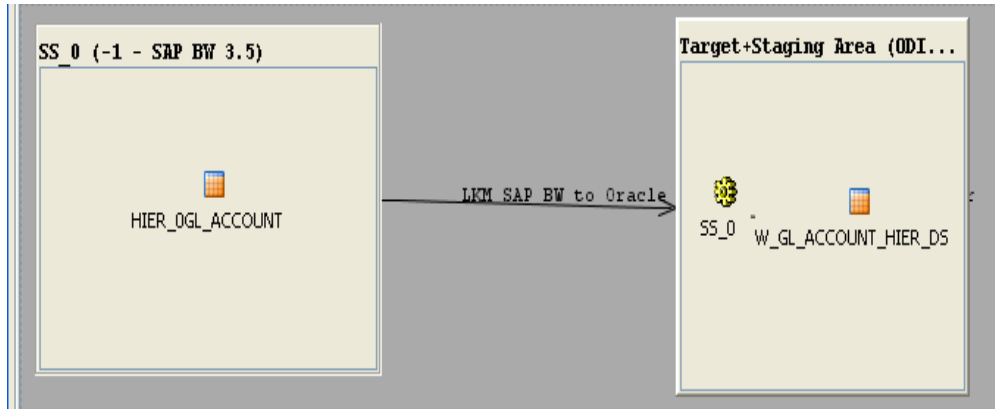 SS_0 (-1 - SAP BW 3.5)
HIER_0GL_ACCOUNT
LKM SAP BW to Oracle
Target+Staging Area (ODI...
SS_0
W_GL_ACCOUNT_HIER_DS